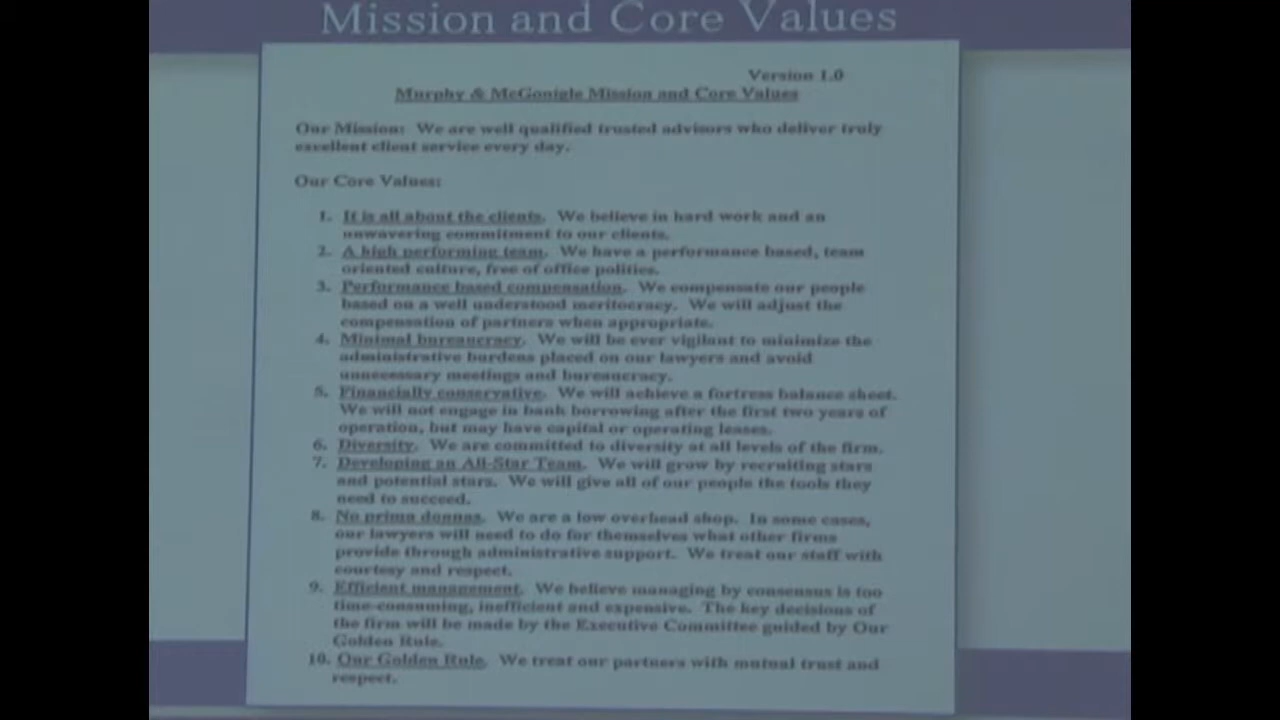 Mission and Core Values
Version 1.0
Murphy & McGonigle Mission and Core Values
Our Mission: We are well qualified trusted advisors who deliver truly
excellent client service every day.
Our Core Values:
1. It is all about the clients. We believe in hard work and an
unwavering commitment to our clients.
2. A high performing team. We have a performance based, team
oriented culture, free of office politics.
3. Performance based compensation. We compensate our people
based on a well understood meritocracy. We will adjust the
compensation of partners when appropriate.
4. Minimal bureaucracy. We will be ever vigilant to minimize the
administrative burdens placed on our lawyers and avoid
unnecessary meetings and bureaucracy.
5. Financially conservative. We will achieve a fortress balance sheet.
We will not engage in bank borrowing after the first two years of
operation, but may have capital or operating leases.
6. Diversity. We are committed to diversity at all levels of the firm.
7. Developing an All-Star Team. We will grow by recruiting stars
and potential stars. We will give all of our people the tools they
need to succeed.
8. No prima donnas. We are a low overhead shop. In some cases,
our lawyers will need to do for themselves what other firms
provide through administrative support. We treat our staff with
courtesy and respect.
9. Efficient management. We believe managing by consensus is too
time-consuming, inefficient and expensive. The key decisions of
the firm will be made by the Executive Committee guided by Our
Golden Rule.
10. Our Golden Rule. We treat our partners with mutual trust and
respect.